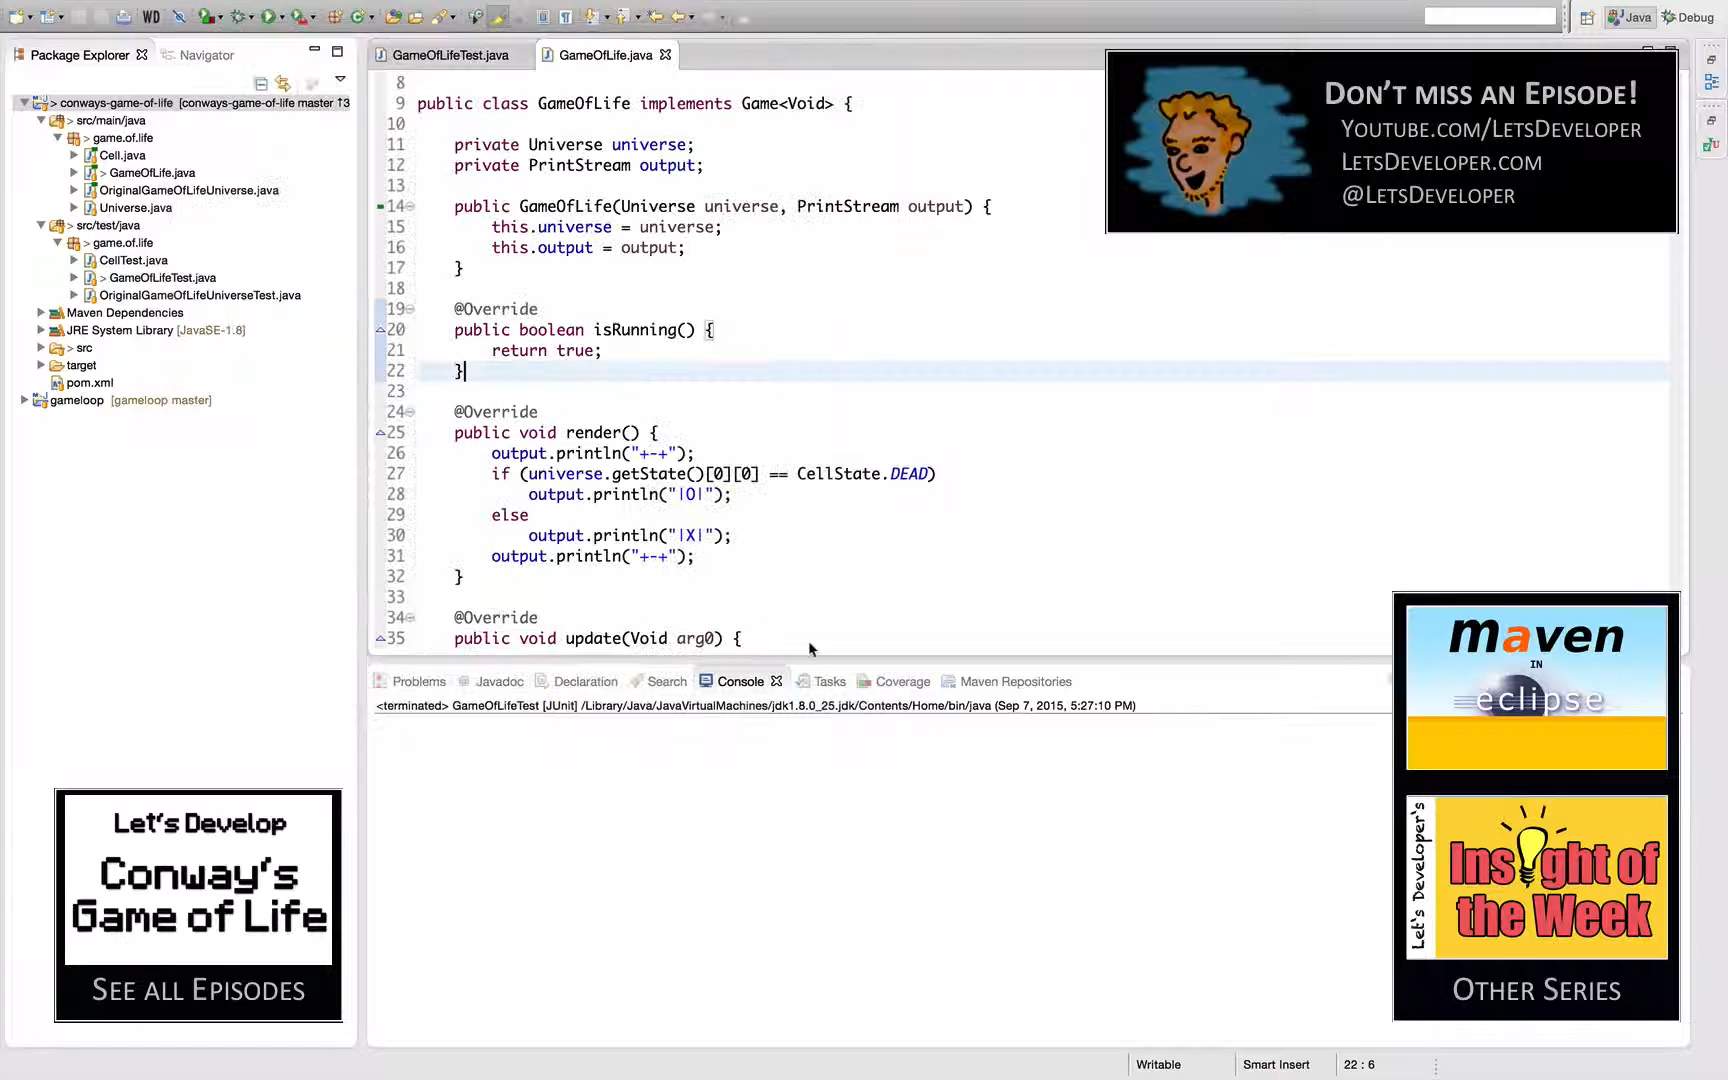 WD
Java
Debug
Package Explorer
Navigator
> conways-game-of-life [conways-game-of-life master ↑3
> src/main/java
> game.of.life
Cell.java
> GameOfLife.java
OriginalGameOfLifeUniverse.java
Universe.java
> src/test/java
> game.of.life
CellTest.java
> GameOfLifeTest.java
OriginalGameOfLifeUniverseTest.java
Maven Dependencies
JRE System Library [JavaSE-1.8]
> src
target
pom.xml
gameloop [gameloop master]
GameOfLifeTest.java
GameOfLife.java
8
9 public class GameOfLife implements Game<Void> {
10
11 private Universe universe;
12 private PrintStream output;
13
14 public GameOfLife(Universe universe, PrintStream output) {
15 this.universe = universe;
16 this.output = output;
17 }
18
19 @Override
20 public boolean isRunning() {
21 return true;
22 }
23
24 @Override
25 public void render() {
26 output.println("+-+");
27 if (universe.getState()[0][0] == CellState.DEAD)
28 output.println("|O|");
29 else
30 output.println("|X|");
31 output.println("+-+");
32 }
33
34 @Override
35 public void update(Void arg0) {
DON'T MISS AN EPISODE!
YOUTUBE.COM/LETSDEVELOPER
LETSDEVELOPER.COM
@LETSDEVELOPER
Problems
Javadoc
Declaration
Search
Console
Tasks
Coverage
Maven Repositories
<terminated> GameOfLifeTest [JUnit] /Library/Java/JavaVirtualMachines/jdk1.8.0_25.jdk/Contents/Home/bin/java (Sep 7, 2015, 5:27:10 PM)
Let's Develop
Conway's
Game of Life
SEE ALL EPISODES
maven
IN
eclipse
Let's Developer's
Insight of
the Week
OTHER SERIES
Writable
Smart Insert
22 : 6